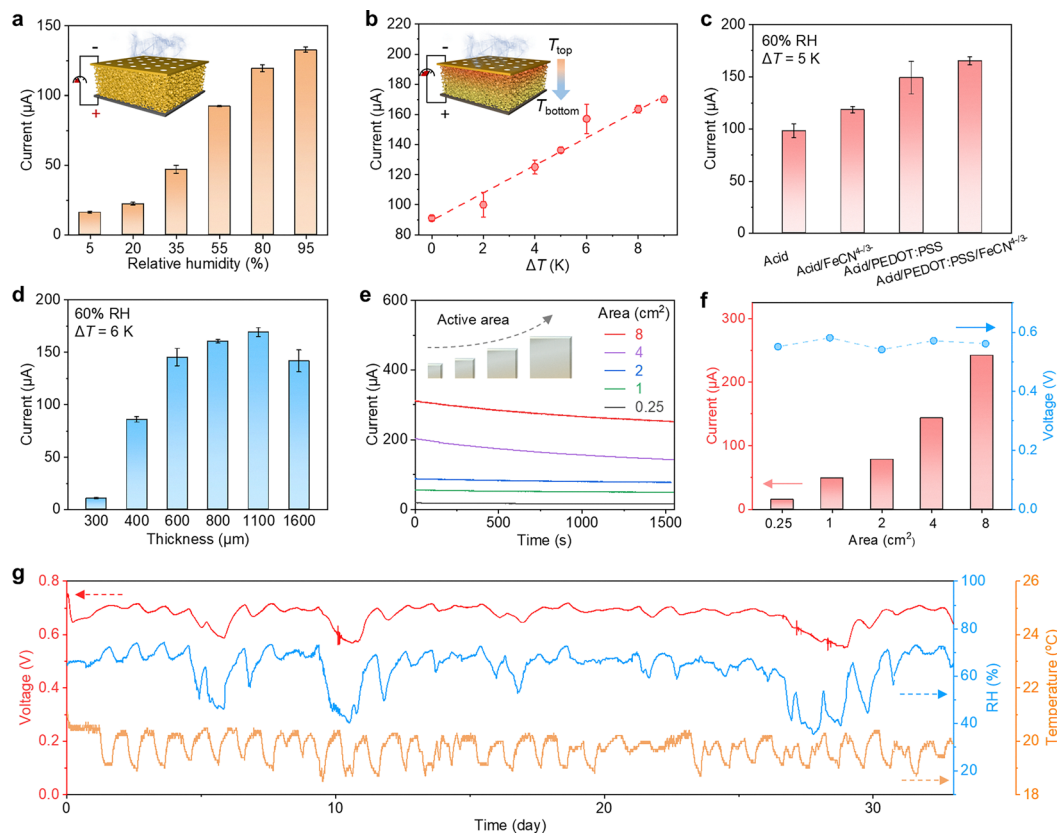 a
150
100
50
0
Current (µA)
5 20 35 55 80 95
Relative humidity (%)
-
+
b
220
200
180
160
140
120
100
80
Current (µA)
0 2 4 6 8
ΔT (K)
-
+
T top
T bottom
c
200
150
100
50
0
Current (µA)
60% RH
ΔT = 5 K
Acid
Acid/FeCN4-/3-
Acid/PEDOT:PSS
Acid/PEDOT:PSS/FeCN4-/3-
d
200
150
100
50
0
Current (µA)
60% RH
ΔT = 6 K
300 400 600 800 1100 1600
Thickness (µm)
e
600
400
200
0
Current (µA)
Active area
Area (cm2)
8
4
2
1
0.25
0 500 1000 1500
Time (s)
f
300
200
100
0
Current (µA)
0.6
0.4
0.2
0.0
Voltage (V)
0.25 1 2 4 8
Area (cm2)
g
0.8
0.6
0.4
0.2
0.0
Voltage (V)
100
80
60
40
20
RH (%)
26
24
22
20
18
Temperature (ºC)
0 10 20 30
Time (day)